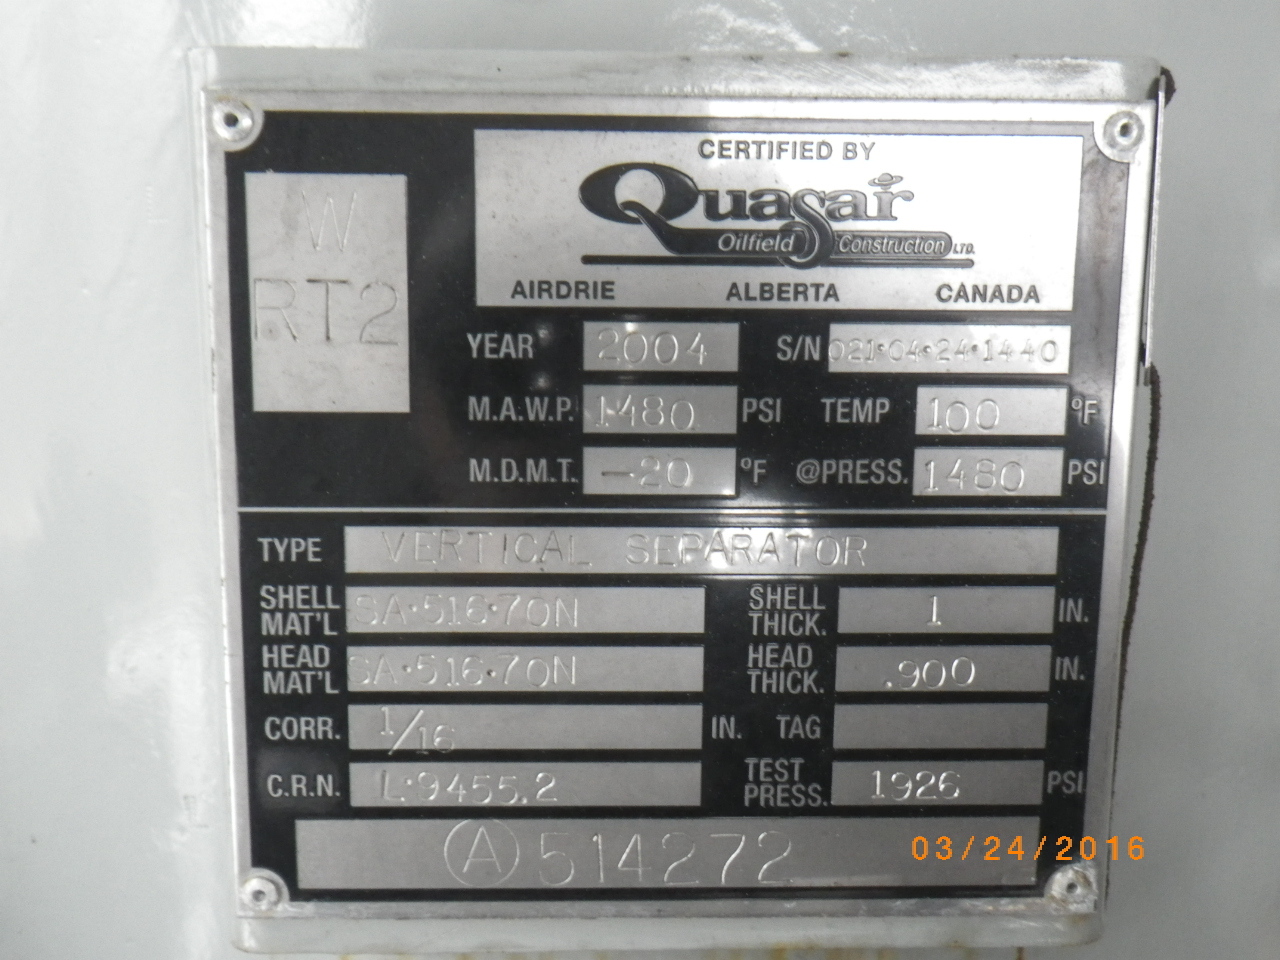 CERTIFIED BY
Quasar
Oilfield Construction LTD.
AIRDRIE ALBERTA CANADA
W
RT2
YEAR 2004 S/N 021·04·24·1440
M.A.W.P. 1480 PSI TEMP 100 °F
M.D.M.T. -20 °F @PRESS. 1480 PSI
TYPE VERTICAL SEPARATOR
SHELL MAT'L SA·516·70N SHELL THICK. 1 IN.
HEAD MAT'L SA·516·70N HEAD THICK. .900 IN.
CORR. 1/16 IN. TAG
C.R.N. L·9455.2 TEST PRESS. 1926 PSI
A 514272
03/24/2016